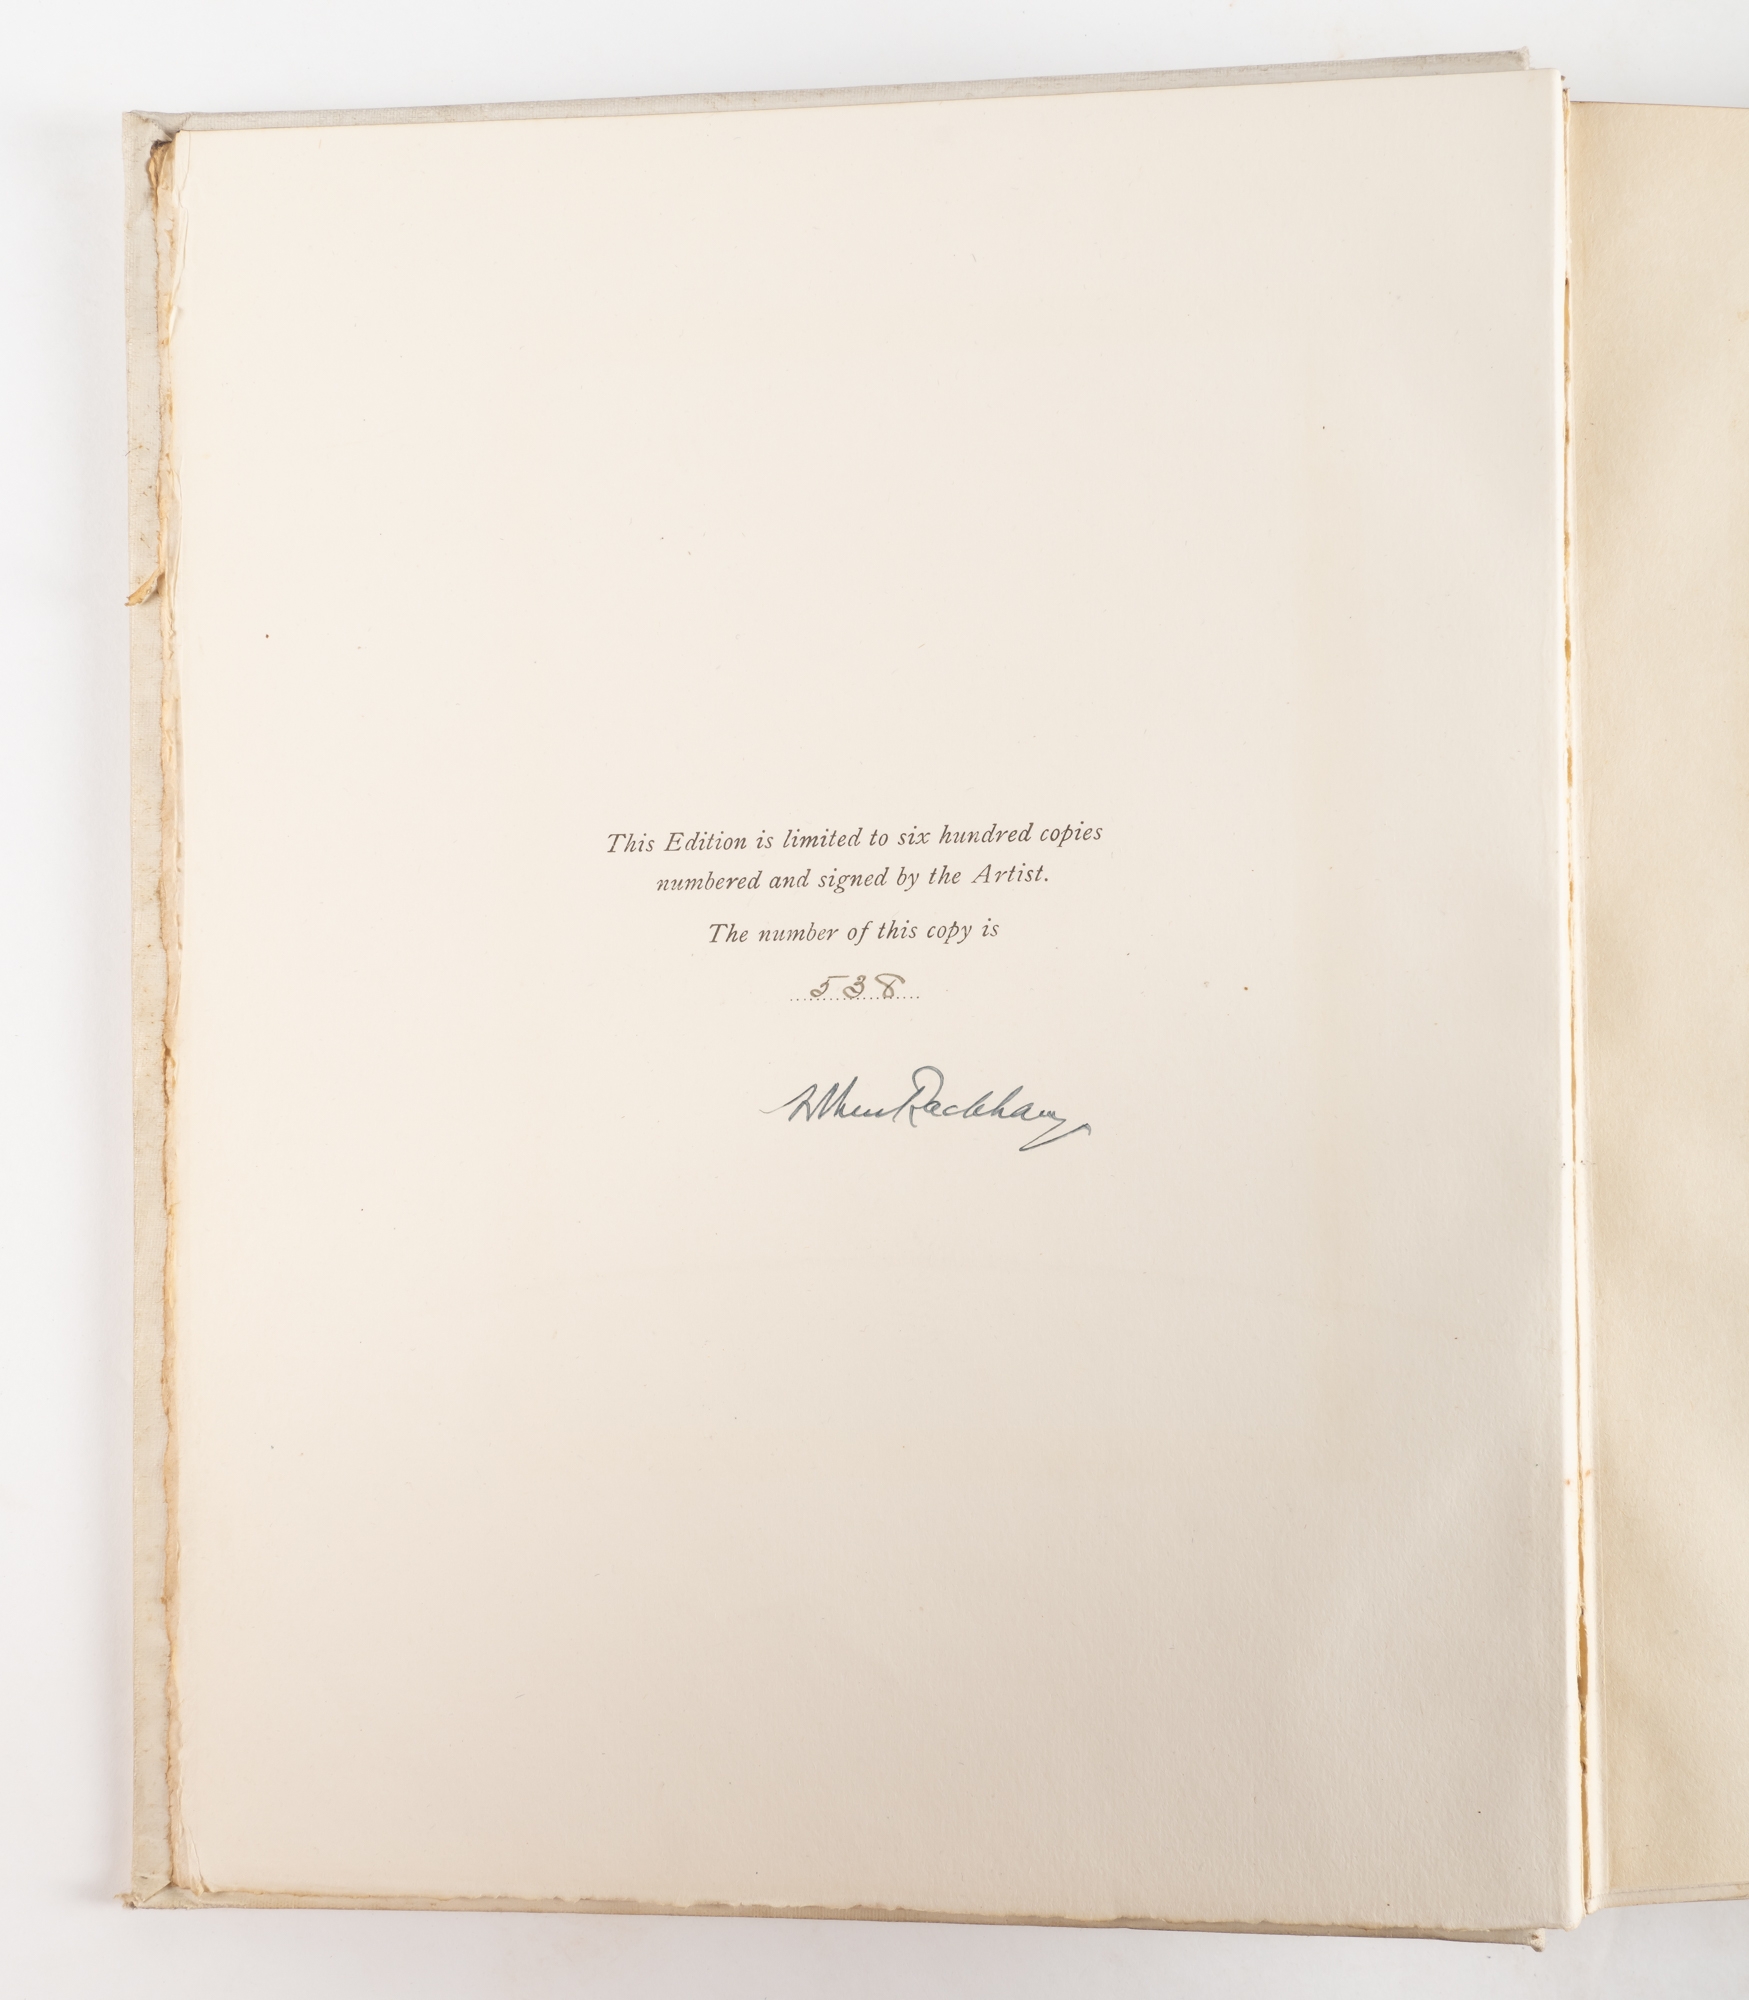 This Edition is limited to six hundred copies
numbered and signed by the Artist.
The number of this copy is
538
Arthur Rackham